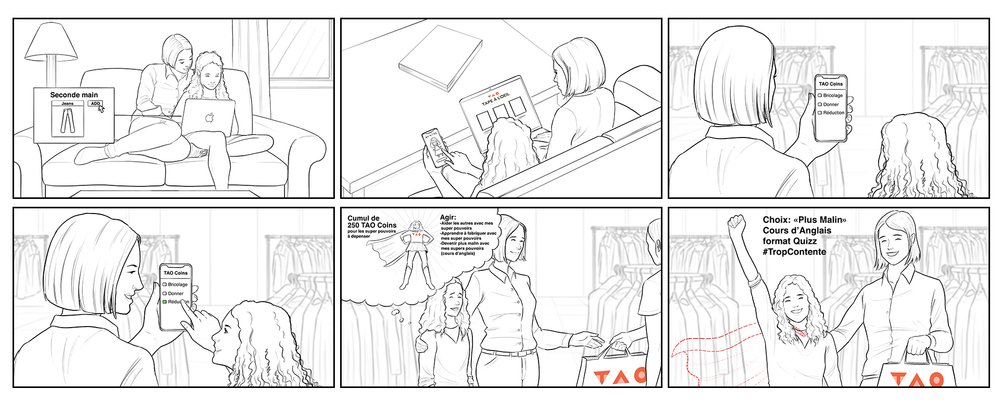 Seconde main
Jeans
ADD
TAO
TAPE À L'OEIL
TAO Coins
Bricolage
Donner
Réduction
TAO Coins
Bricolage
Donner
Réduction
Cumul de
250 TAO Coins
pour les super pouvoirs
à depenser
Agir:
-Aider les autres avec mes
super pouvoirs
-Apprendre à fabriquer avec
mes super pouvoirs
-Devenir plus malin avec
mes supers pouvoirs
(cours d'anglais)
TAO
TAO
Choix: «Plus Malin»
Cours d'Anglais
format Quizz
#TropContente
TAO